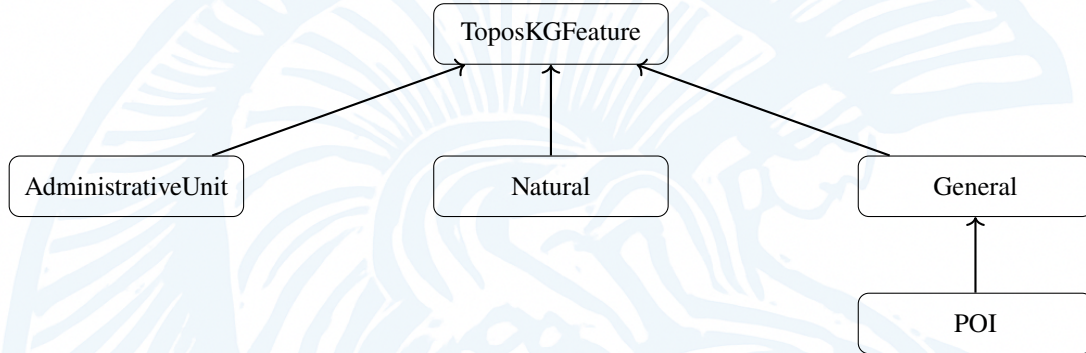 ToposKGFeature
AdministrativeUnit
Natural
General
POI